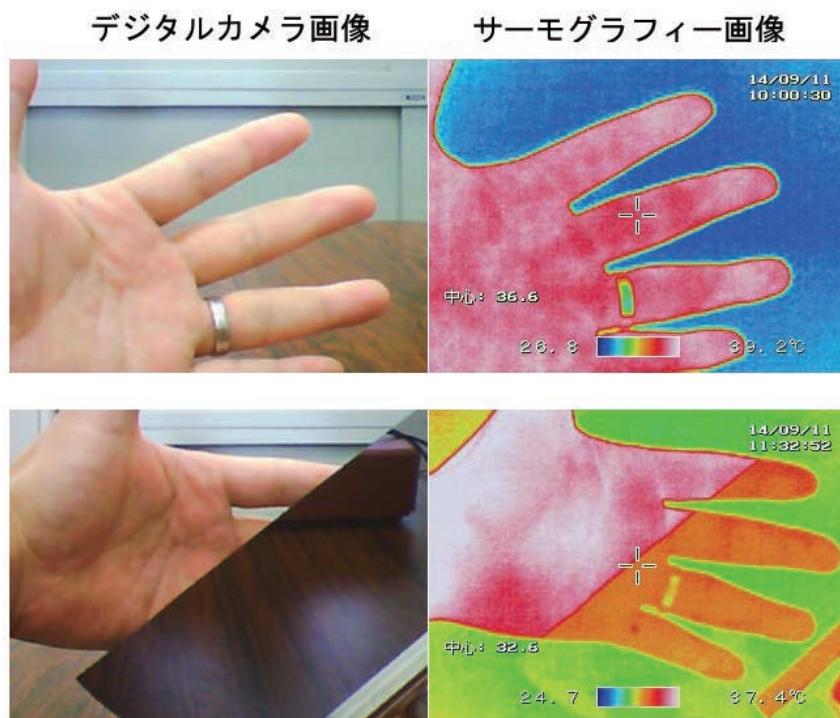 デジタルカメラ画像
サーモグラフィー画像
14/09/11
10:00:30
中心: 36.6
26.8
39.2℃
14/09/11
11:32:52
中心: 32.6
24.7
37.4℃